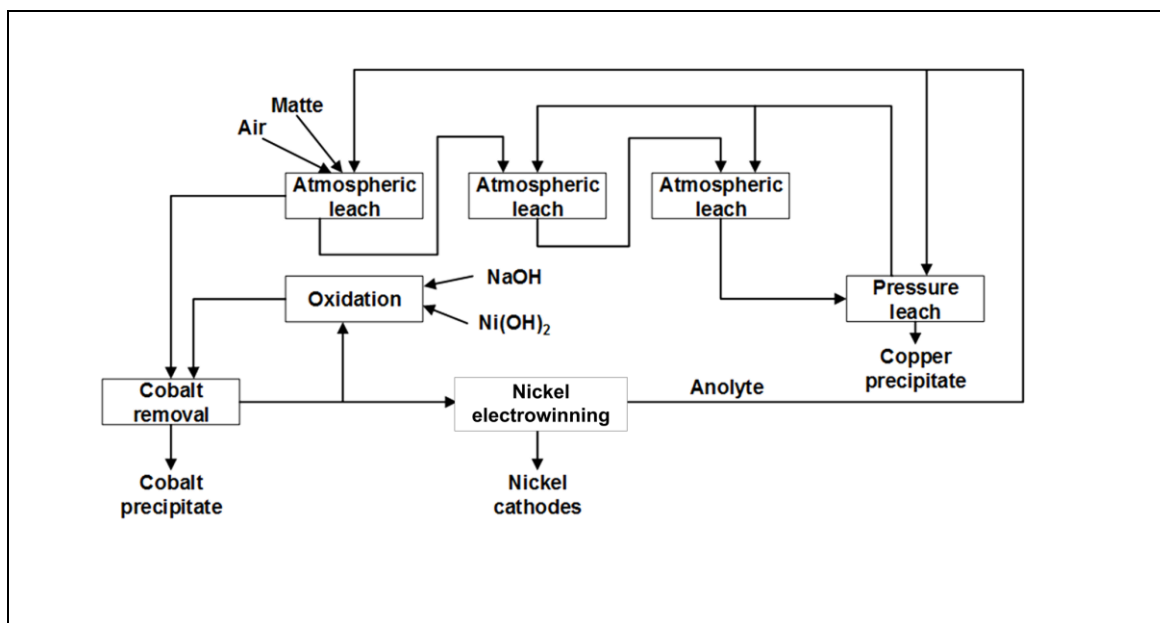 Matte
Air
Atmospheric
leach
Atmospheric
leach
Atmospheric
leach
NaOH
Oxidation
Ni(OH)₂
Pressure
leach
Copper
precipitate
Cobalt
removal
Nickel
electrowinning
Anolyte
Cobalt
precipitate
Nickel
cathodes